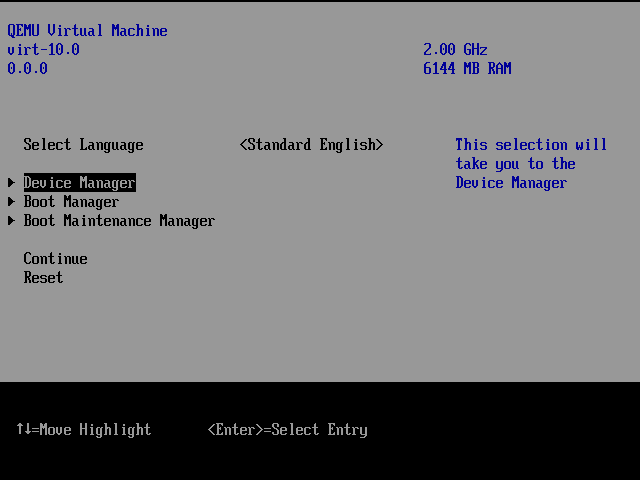 QEMU Virtual Machine
virt-10.0 2.00 GHz
0.0.0 6144 MB RAM
Select Language <Standard English> This selection will
take you to the
Device Manager Device Manager
Boot Manager
Boot Maintenance Manager
Continue
Reset
↑↓=Move Highlight <Enter>=Select Entry